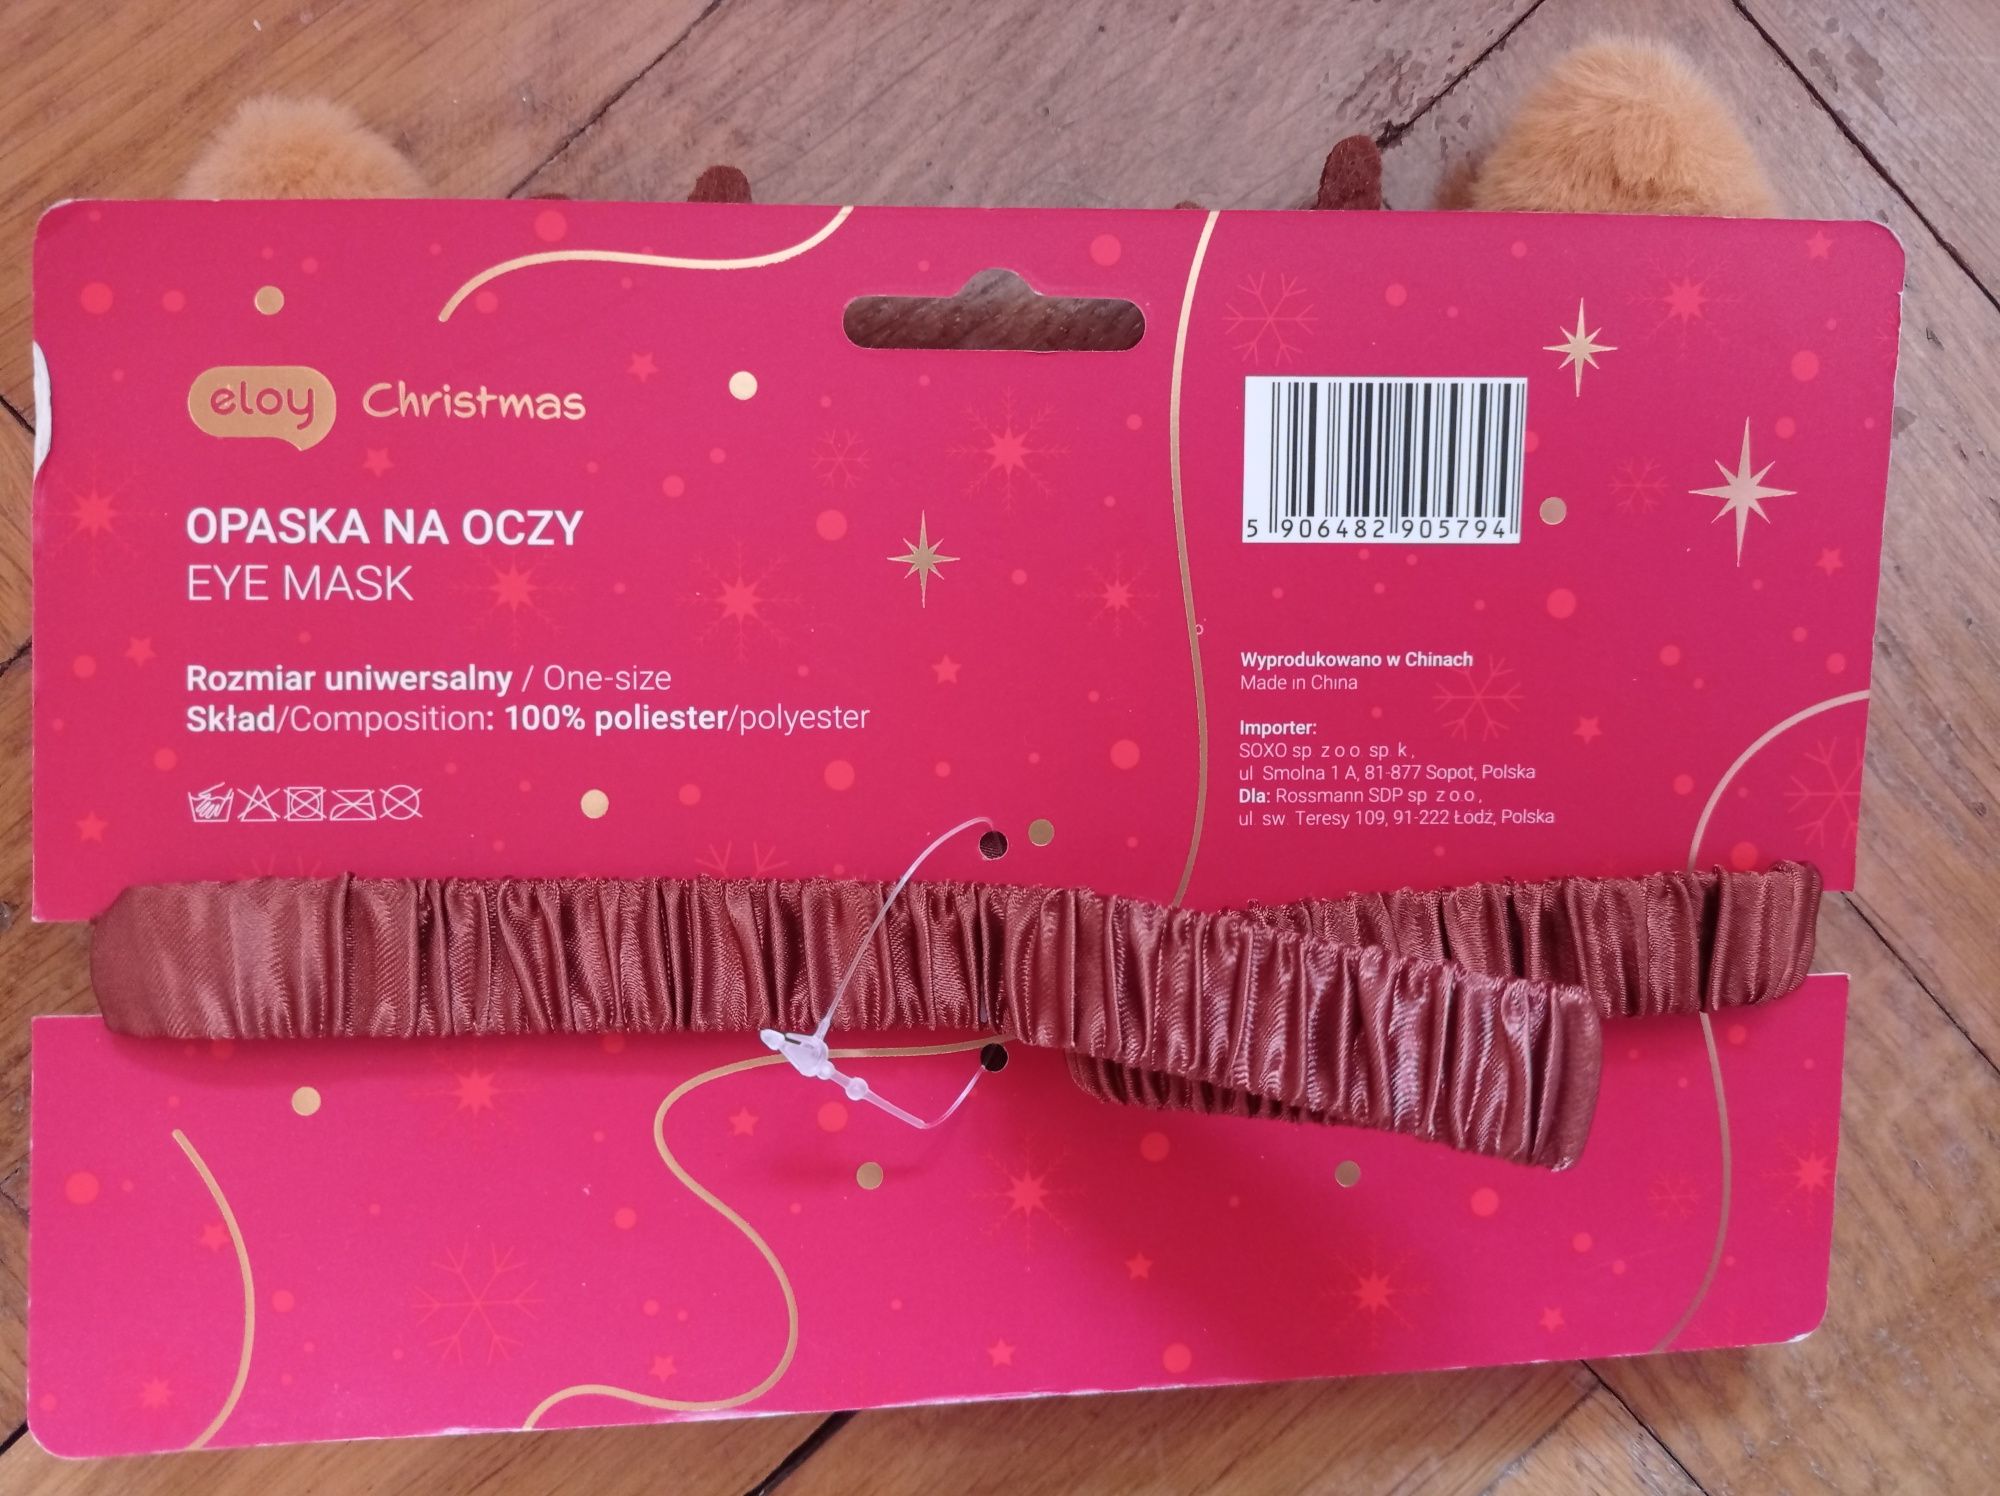 eloy Christmas
OPASKA NA OCZY
EYE MASK
Rozmiar uniwersalny / One-size
Skład/Composition: 100% poliester/polyester
5 906482 905794
Wyprodukowano w Chinach
Made in China
Importer:
SOXO sp. z o.o. sp. k.,
ul. Smolna 1 A, 81-877 Sopot, Polska
Dla: Rossmann SDP sp. z o.o.,
ul. św. Teresy 109, 91-222 Łódź, Polska